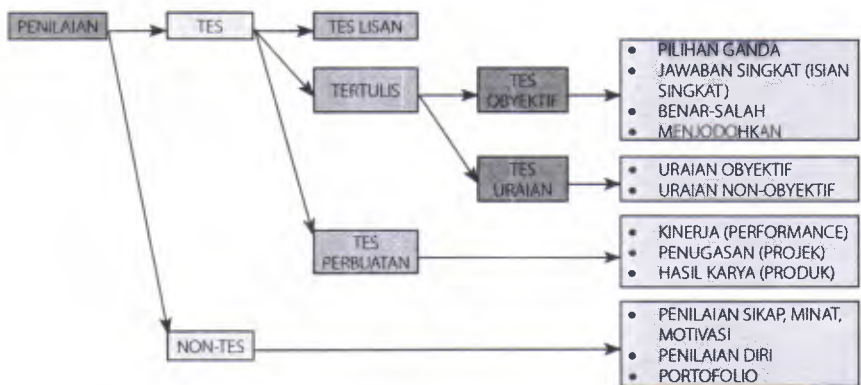 PENILAIAN
TES
TES LISAN
TERTULIS
TES
OBYEKTIF
• PILIHAN GANDA
• JAWABAN SINGKAT (ISIAN
SINGKAT)
• BENAR-SALAH
• MENJODOHKAN
TES
URAIAN
• URAIAN OBYEKTIF
• URAIAN NON-OBYEKTIF
TES
PERBUATAN
• KINERJA (PERFORMANCE)
• PENUGASAN (PROJEK)
• HASIL KARYA (PRODUK)
NON-TES
• PENILAIAN SIKAP, MINAT,
MOTIVASI
• PENILAIAN DIRI
• PORTOFOLIO